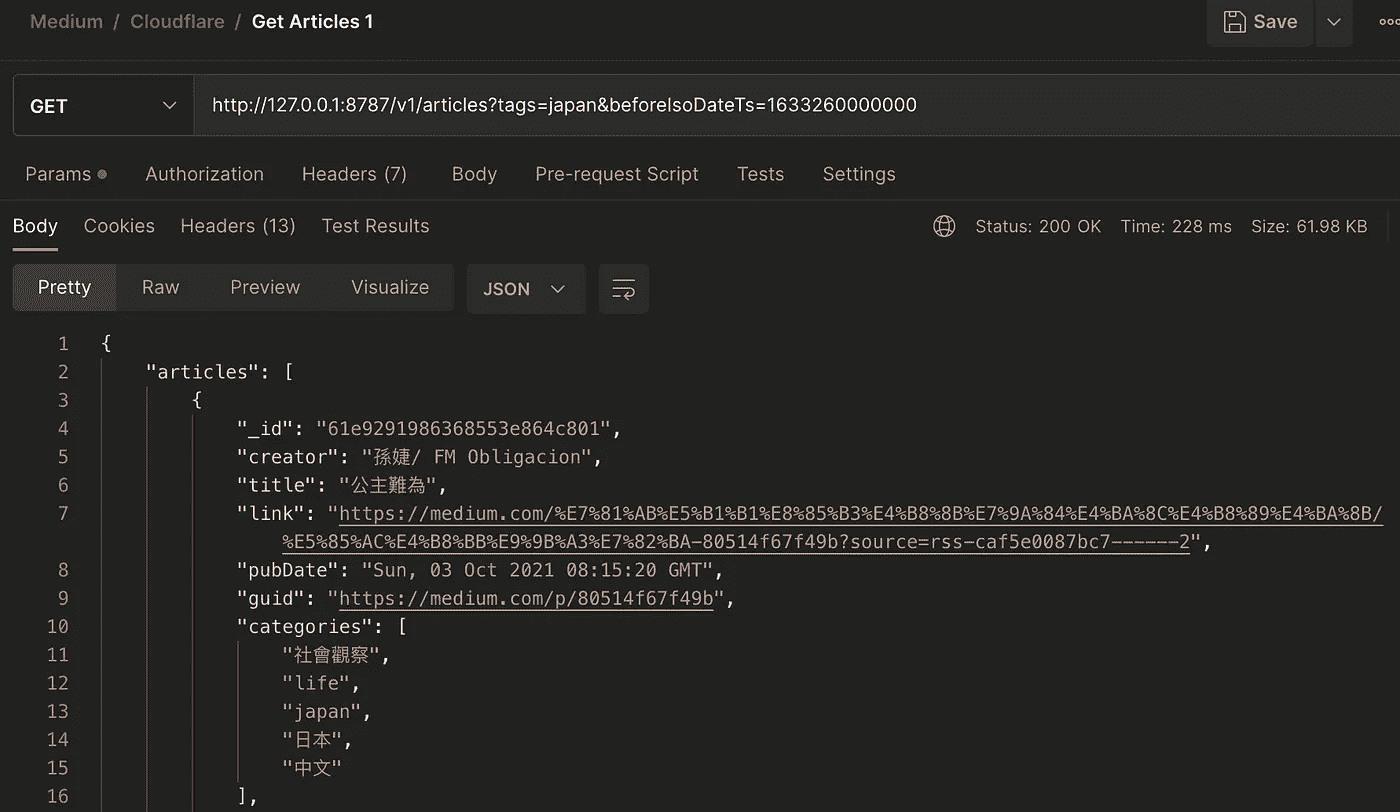 Medium / Cloudflare / Get Articles 1
Save
GET
http://127.0.0.1:8787/v1/articles?tags=japan&beforeIsoDateTs=1633260000000
Params Authorization Headers (7) Body Pre-request Script Tests Settings
Body Cookies Headers (13) Test Results Status: 200 OK Time: 228 ms Size: 61.98 KB
Pretty Raw Preview Visualize JSON
1 {
2 "articles": [
3 {
4 "_id": "61e9291986368553e864c801",
5 "creator": "孫婕/ FM Obligacion",
6 "title": "公主難為",
7 "link": "https://medium.com/%E7%81%AB%E5%B1%B1%E8%85%B3%E4%B8%8B%E7%9A%84%E4%BA%8C%E4%B8%89%E4%BA%8B/
%E5%85%AC%E4%B8%BB%E9%9B%A3%E7%82%BA-80514f67f49b?source=rss-caf5e0087bc7------2",
8 "pubDate": "Sun, 03 Oct 2021 08:15:20 GMT",
9 "guid": "https://medium.com/p/80514f67f49b",
10 "categories": [
11 "社會觀察",
12 "life",
13 "japan",
14 "日本",
15 "中文"
16 ],